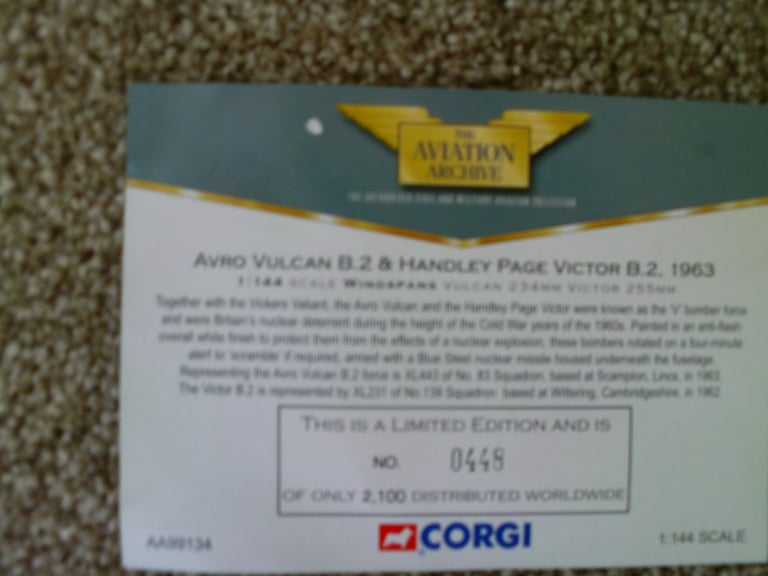 THE
AVIATION
ARCHIVE
AVRO VULCAN B.2 & HANDLEY PAGE VICTOR B.2, 1963
1:144 SCALE WINGSPANS VULCAN 234MM VICTOR 255MM
Together with the Vickers Valiant, the Avro Vulcan and the Handley Page Victor were known as the 'V' bomber force
and were Britain's nuclear deterrent during the height of the Cold War years of the 1960s. Painted in an anti-flash
overall white finish to protect them from the effects of a nuclear explosion, these bombers rotated on a four-minute
alert to 'scramble' if required, armed with a Blue Steel nuclear missile housed underneath the fuselage.
Representing the Avro Vulcan B.2 force is XL443 of No. 83 Squadron, based at Scampton, Lincs, in 1963.
The Victor B.2 is represented by XL231 of No.139 Squadron based at Wittering, Cambridgeshire, in 1962.
THIS IS A LIMITED EDITION AND IS
NO. 0448
OF ONLY 2,100 DISTRIBUTED WORLDWIDE
AA99134
CORGI
1:144 SCALE